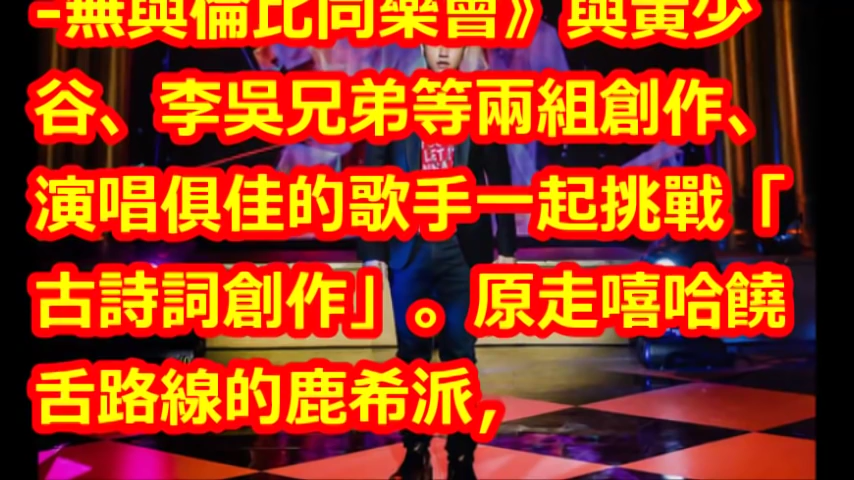 -無與倫比同樂會》與黃少
谷、李吳兄弟等兩組創作、
演唱俱佳的歌手一起挑戰「
古詩詞創作」。原走嘻哈饒
舌路線的鹿希派,
LET